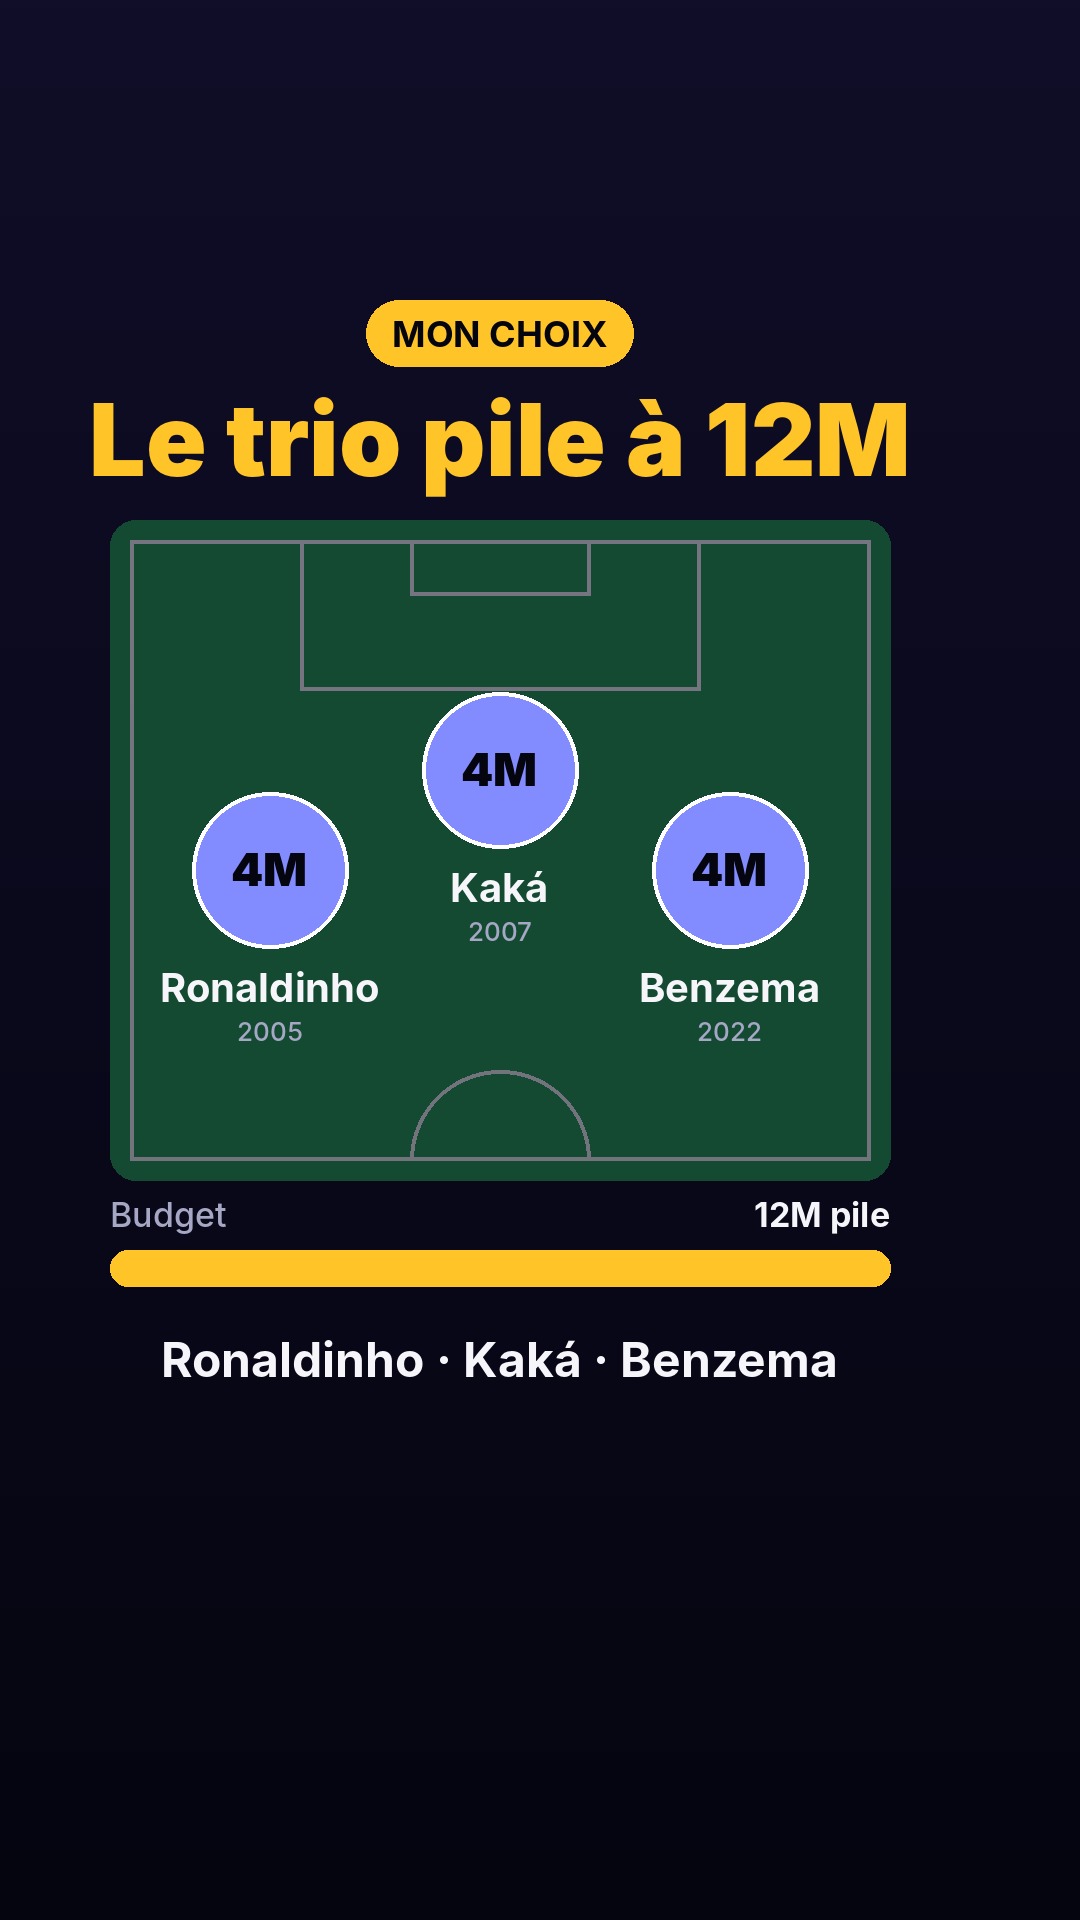 MON CHOIX
Le trio pile à 12M
4M
Kaká
2007
4M
Ronaldinho
2005
4M
Benzema
2022
Budget
12M pile
Ronaldinho · Kaká · Benzema